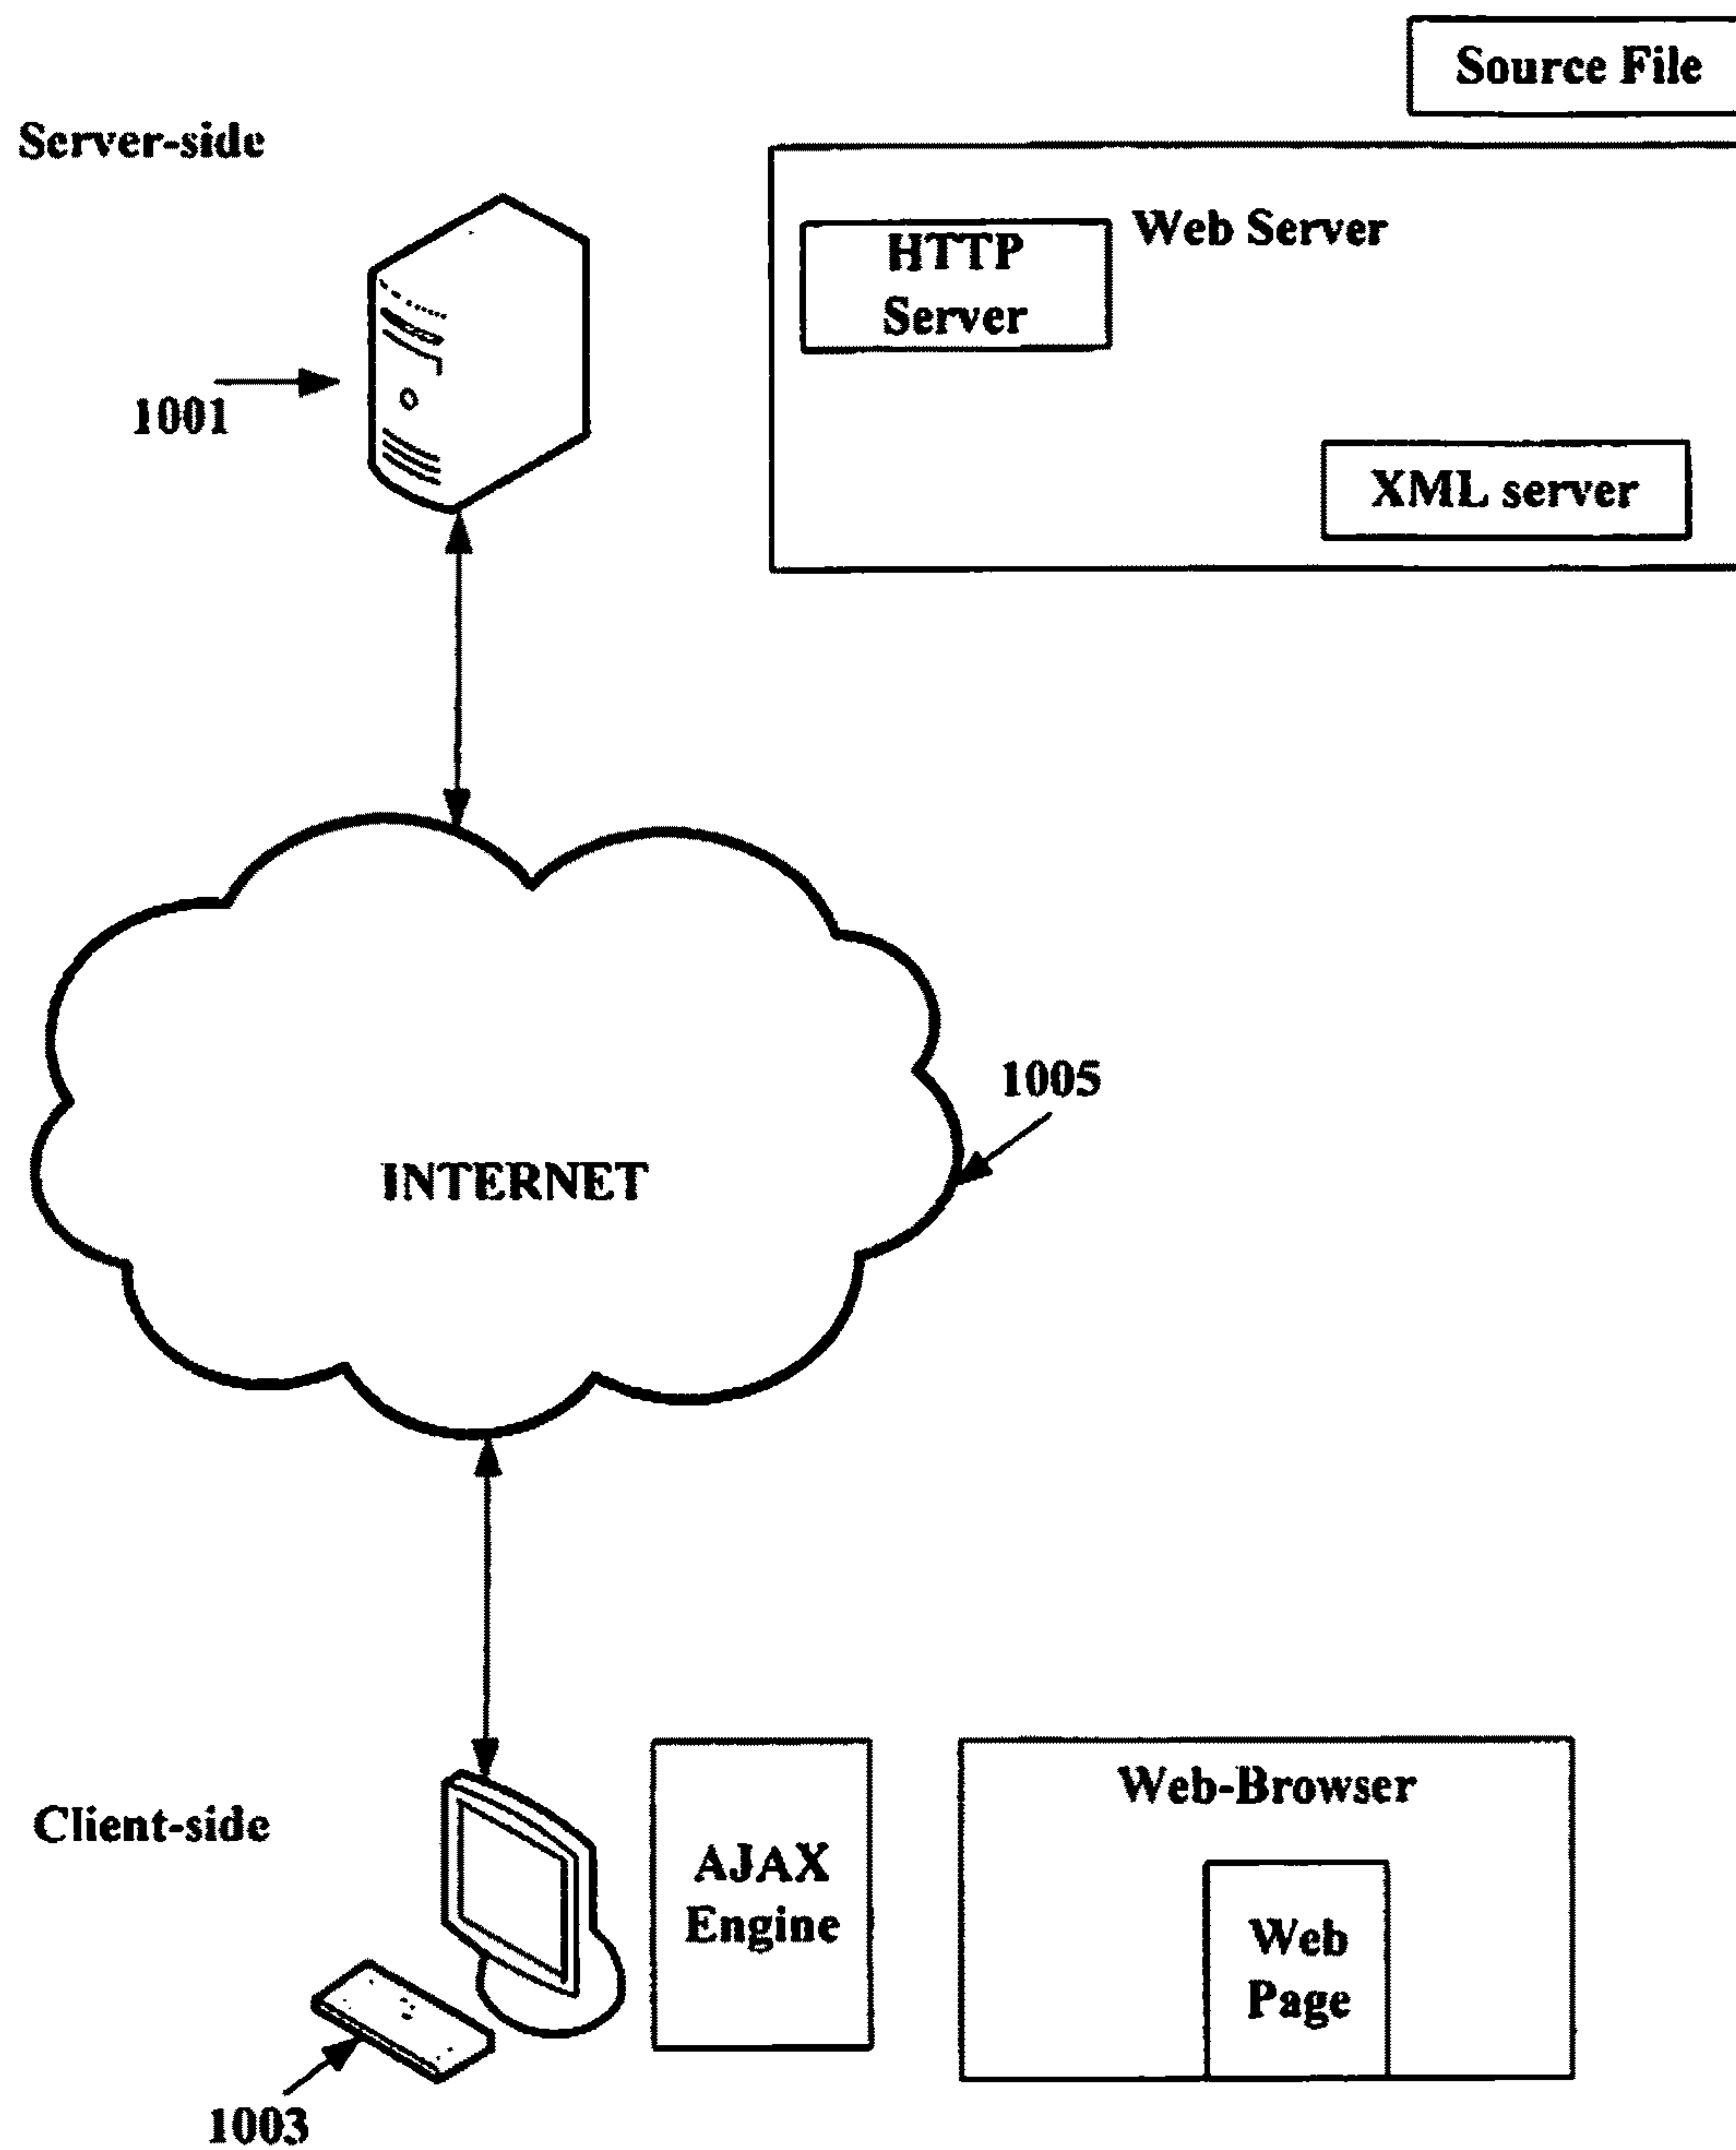 Source File
Server-side
Web Server
HTTP
Server
1001
XML server
1005
INTERNET
Web-Browser
Client-side
AJAX
Engine
Web
Page
1003